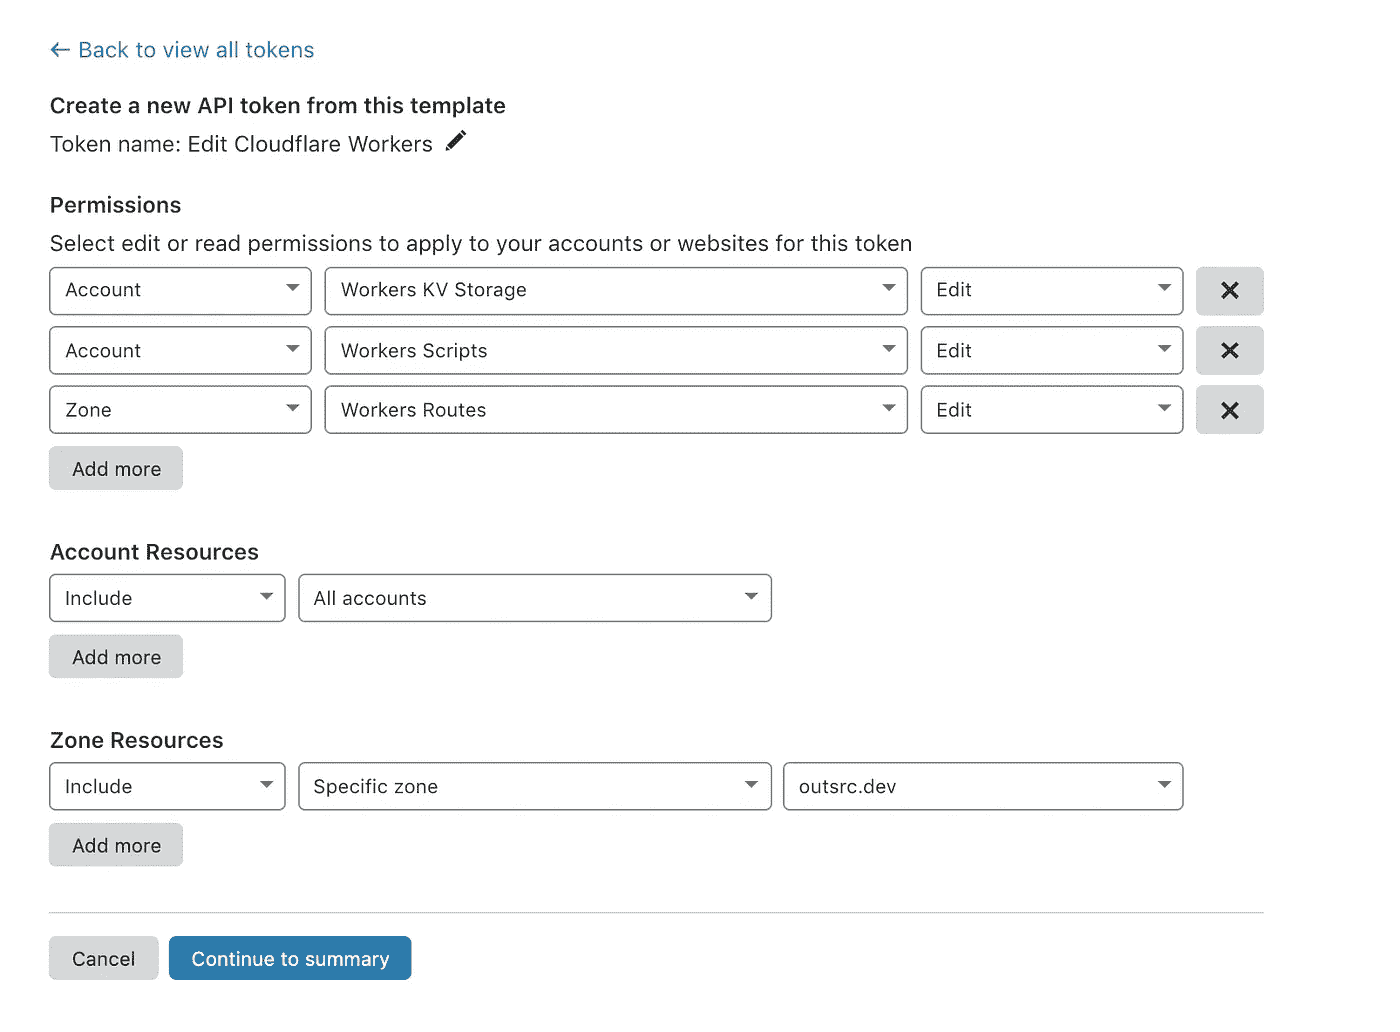 ← Back to view all tokens
Create a new API token from this template
Token name: Edit Cloudflare Workers
Permissions
Select edit or read permissions to apply to your accounts or websites for this token
Account Workers KV Storage Edit
Account Workers Scripts Edit
Zone Workers Routes Edit
Add more
Account Resources
Include All accounts
Add more
Zone Resources
Include Specific zone outsrc.dev
Add more
Cancel Continue to summary